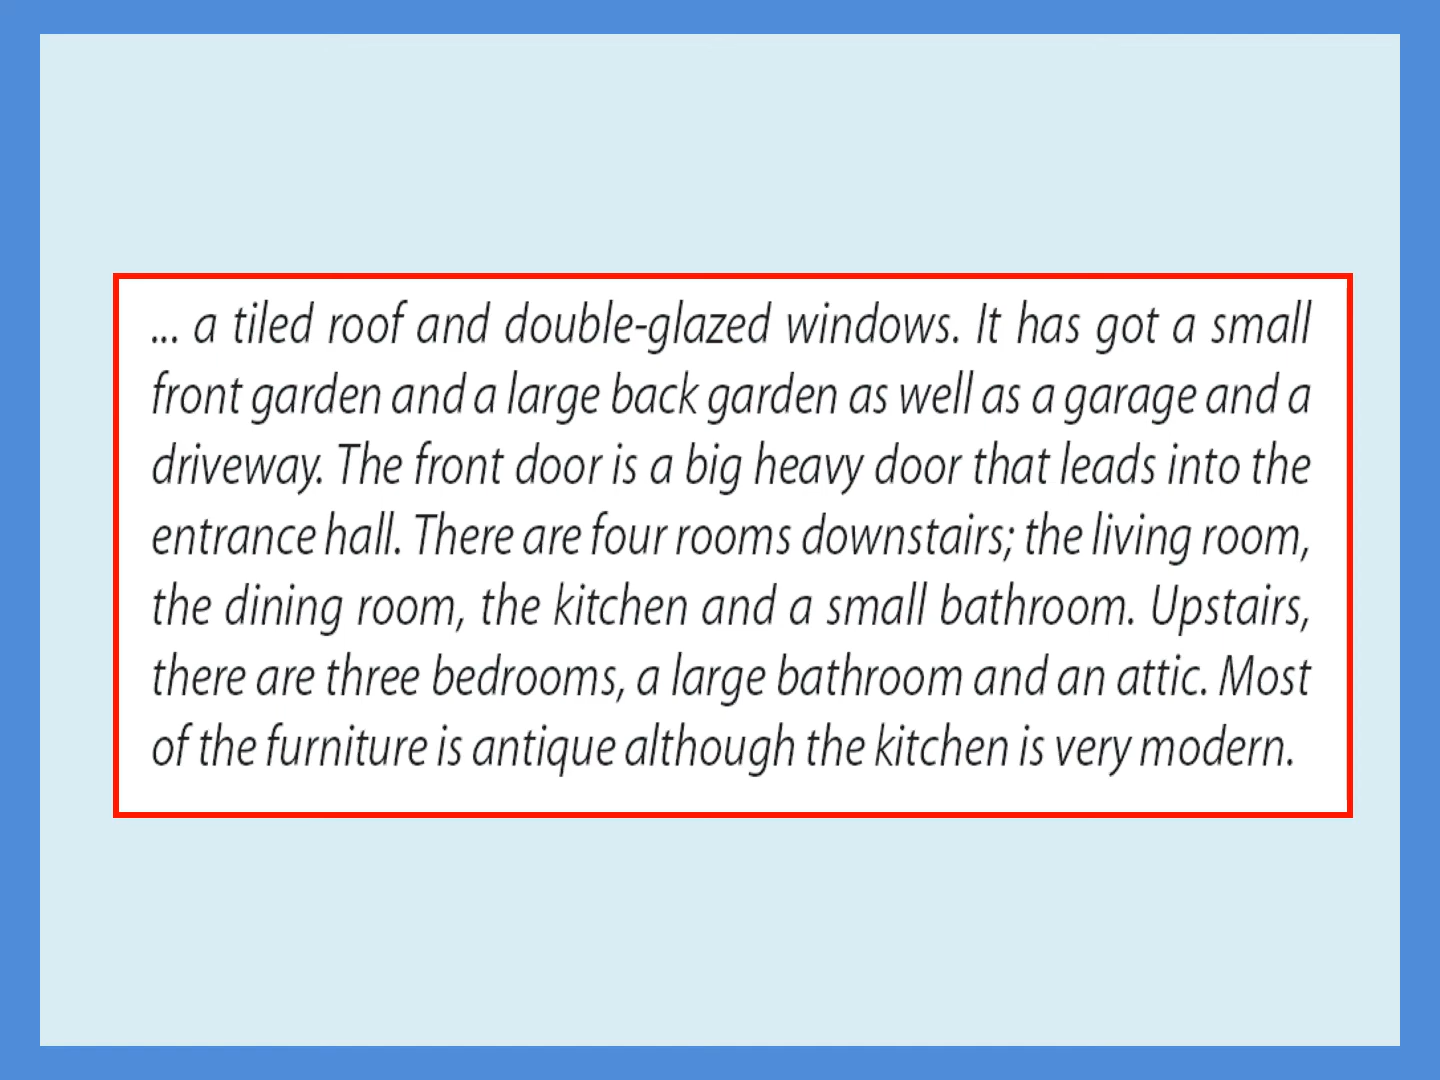 ... a tiled roof and double-glazed windows. It has got a small
front garden and a large back garden as well as a garage and a
driveway. The front door is a big heavy door that leads into the
entrance hall. There are four rooms downstairs; the living room,
the dining room, the kitchen and a small bathroom. Upstairs,
there are three bedrooms, a large bathroom and an attic. Most
of the furniture is antique although the kitchen is very modern.